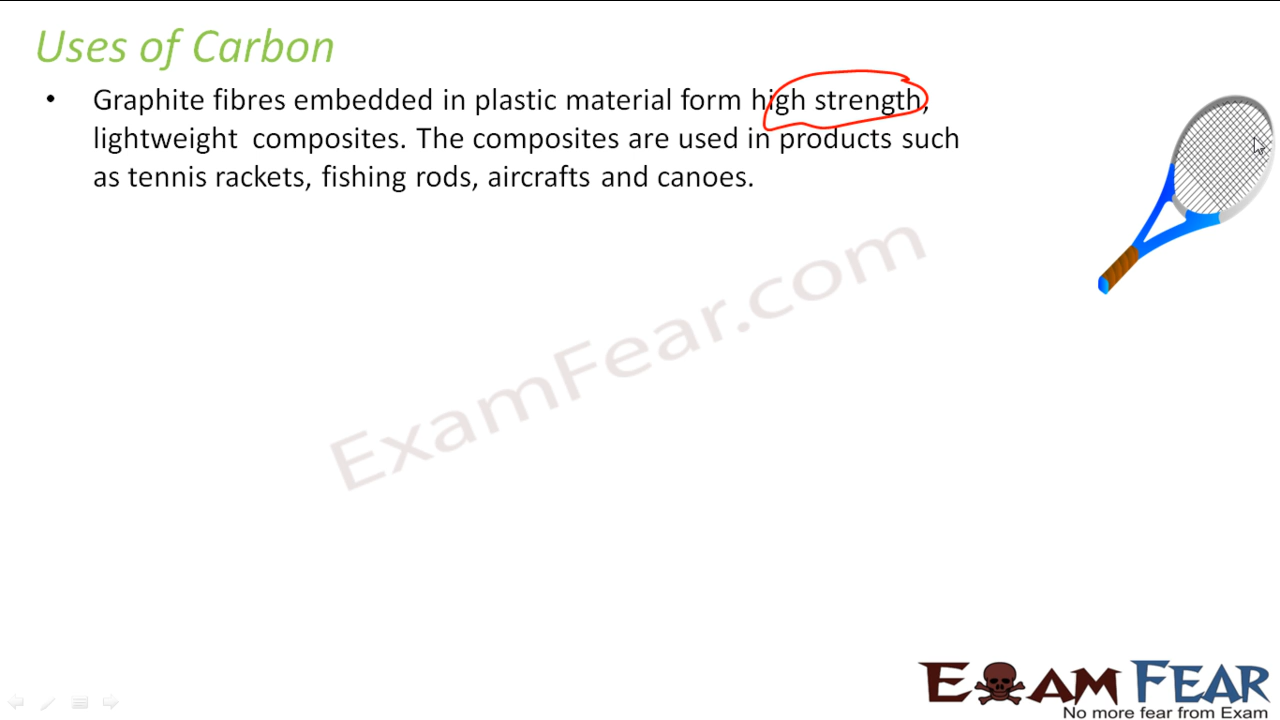 Uses of Carbon
• Graphite fibres embedded in plastic material form high strength,
lightweight composites. The composites are used in products such
as tennis rackets, fishing rods, aircrafts and canoes.
ExamFear.com
EXAM FEAR
No more fear from Exam